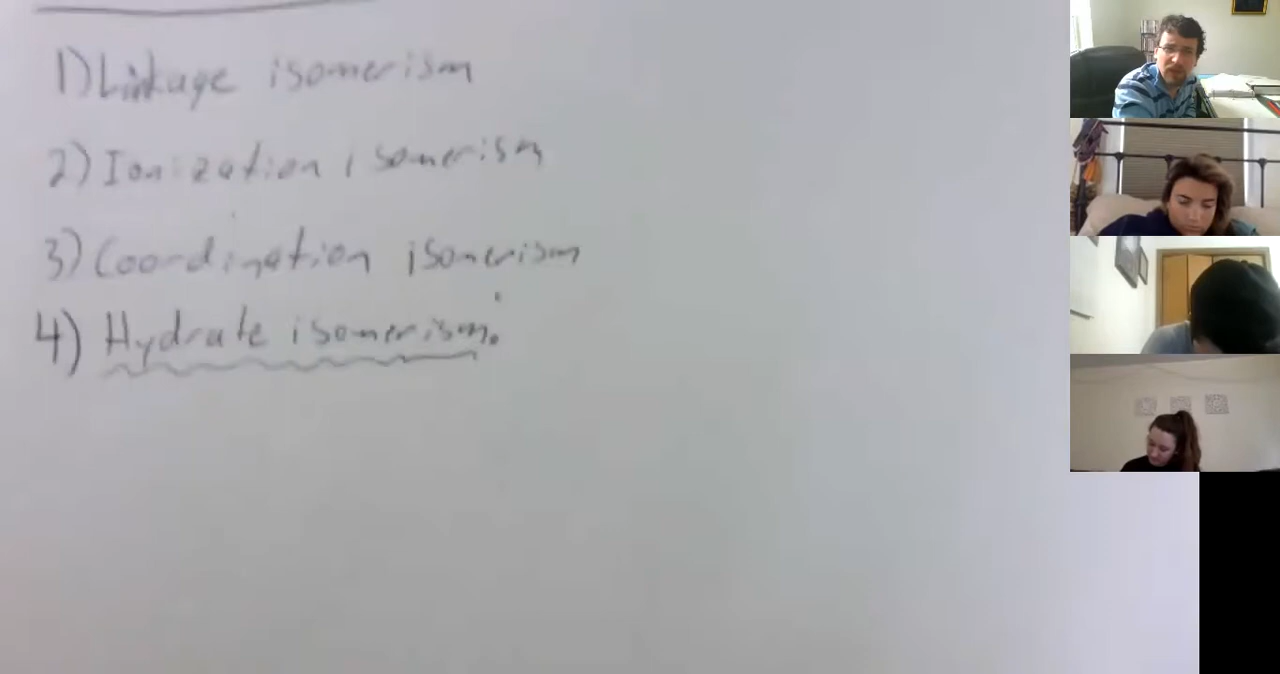 1) Linkage isomerism
2) Ionization isomerism
3) Coordination isomerism
4) Hydrate isomerism.